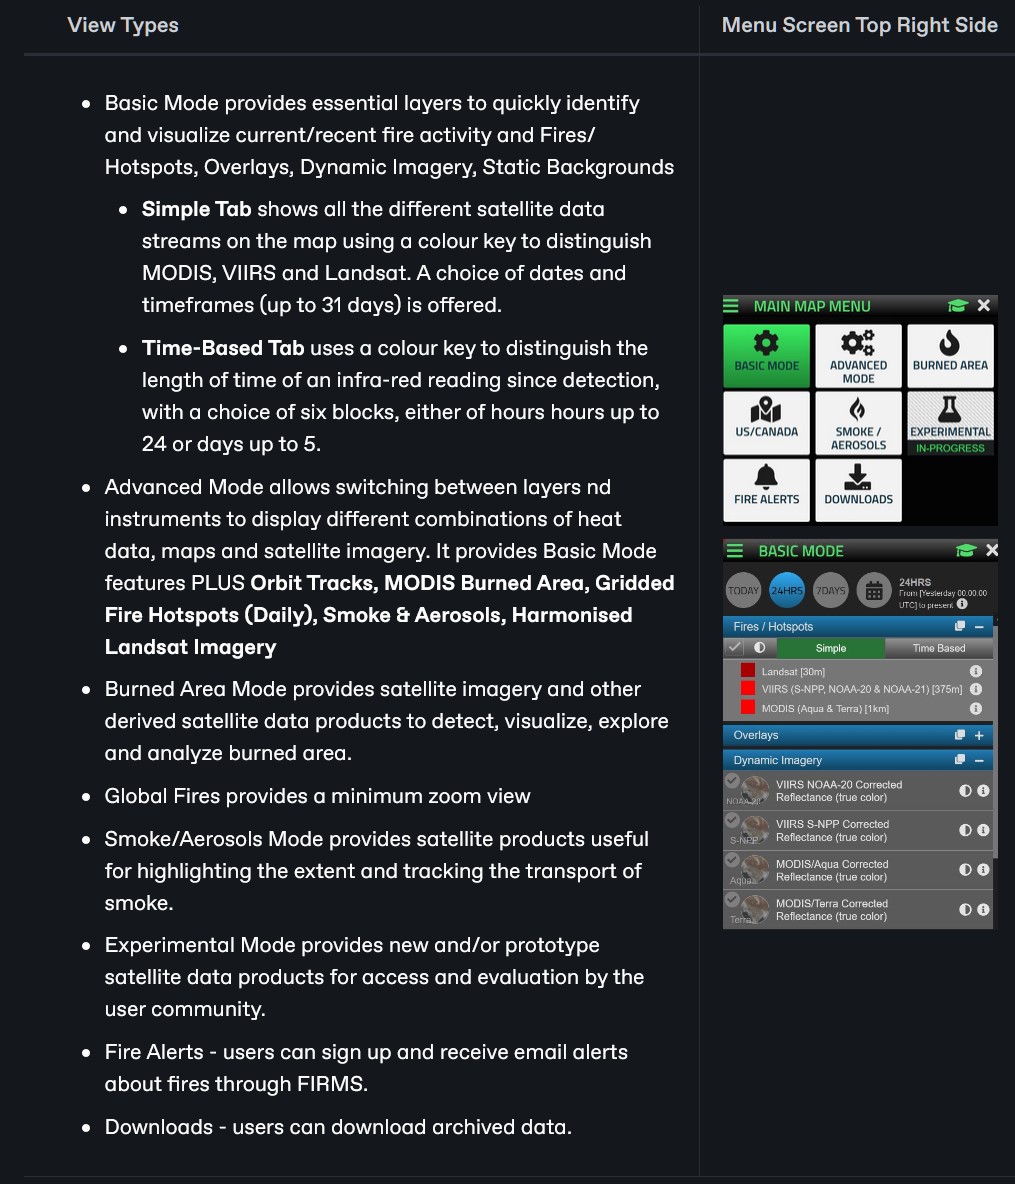 View Types
Menu Screen Top Right Side
Basic Mode provides essential layers to quickly identify
and visualize current/recent fire activity and Fires/
Hotspots, Overlays, Dynamic Imagery, Static Backgrounds
Simple Tab shows all the different satellite data
streams on the map using a colour key to distinguish
MODIS, VIIRS and Landsat. A choice of dates and
timeframes (up to 31 days) is offered.
Time-Based Tab uses a colour key to distinguish the
length of time of an infra-red reading since detection,
with a choice of six blocks, either of hours hours up to
24 or days up to 5.
Advanced Mode allows switching between layers nd
instruments to display different combinations of heat
data, maps and satellite imagery. It provides Basic Mode
features PLUS Orbit Tracks, MODIS Burned Area, Gridded
Fire Hotspots (Daily), Smoke & Aerosols, Harmonised
Landsat Imagery
Burned Area Mode provides satellite imagery and other
derived satellite data products to detect, visualize, explore
and analyze burned area.
Global Fires provides a minimum zoom view
Smoke/Aerosols Mode provides satellite products useful
for highlighting the extent and tracking the transport of
smoke.
Experimental Mode provides new and/or prototype
satellite data products for access and evaluation by the
user community.
Fire Alerts - users can sign up and receive email alerts
about fires through FIRMS.
Downloads - users can download archived data.
MAIN MAP MENU
BASIC MODE
ADVANCED
MODE
BURNED AREA
US/CANADA
SMOKE /
AEROSOLS
EXPERIMENTAL
IN-PROGRESS
FIRE ALERTS
DOWNLOADS
BASIC MODE
TODAY
24HRS
7DAYS
24HRS
From [Yesterday 00:00:00
UTC] to present
Fires / Hotspots
Simple
Time Based
Landsat [30m]
VIIRS (S-NPP, NOAA-20 & NOAA-21) [375m]
MODIS (Aqua & Terra) [1km]
Overlays
Dynamic Imagery
NOAA-20
VIIRS NOAA-20 Corrected
Reflectance (true color)
S-NPP
VIIRS S-NPP Corrected
Reflectance (true color)
Aqua
MODIS/Aqua Corrected
Reflectance (true color)
Terra
MODIS/Terra Corrected
Reflectance (true color)